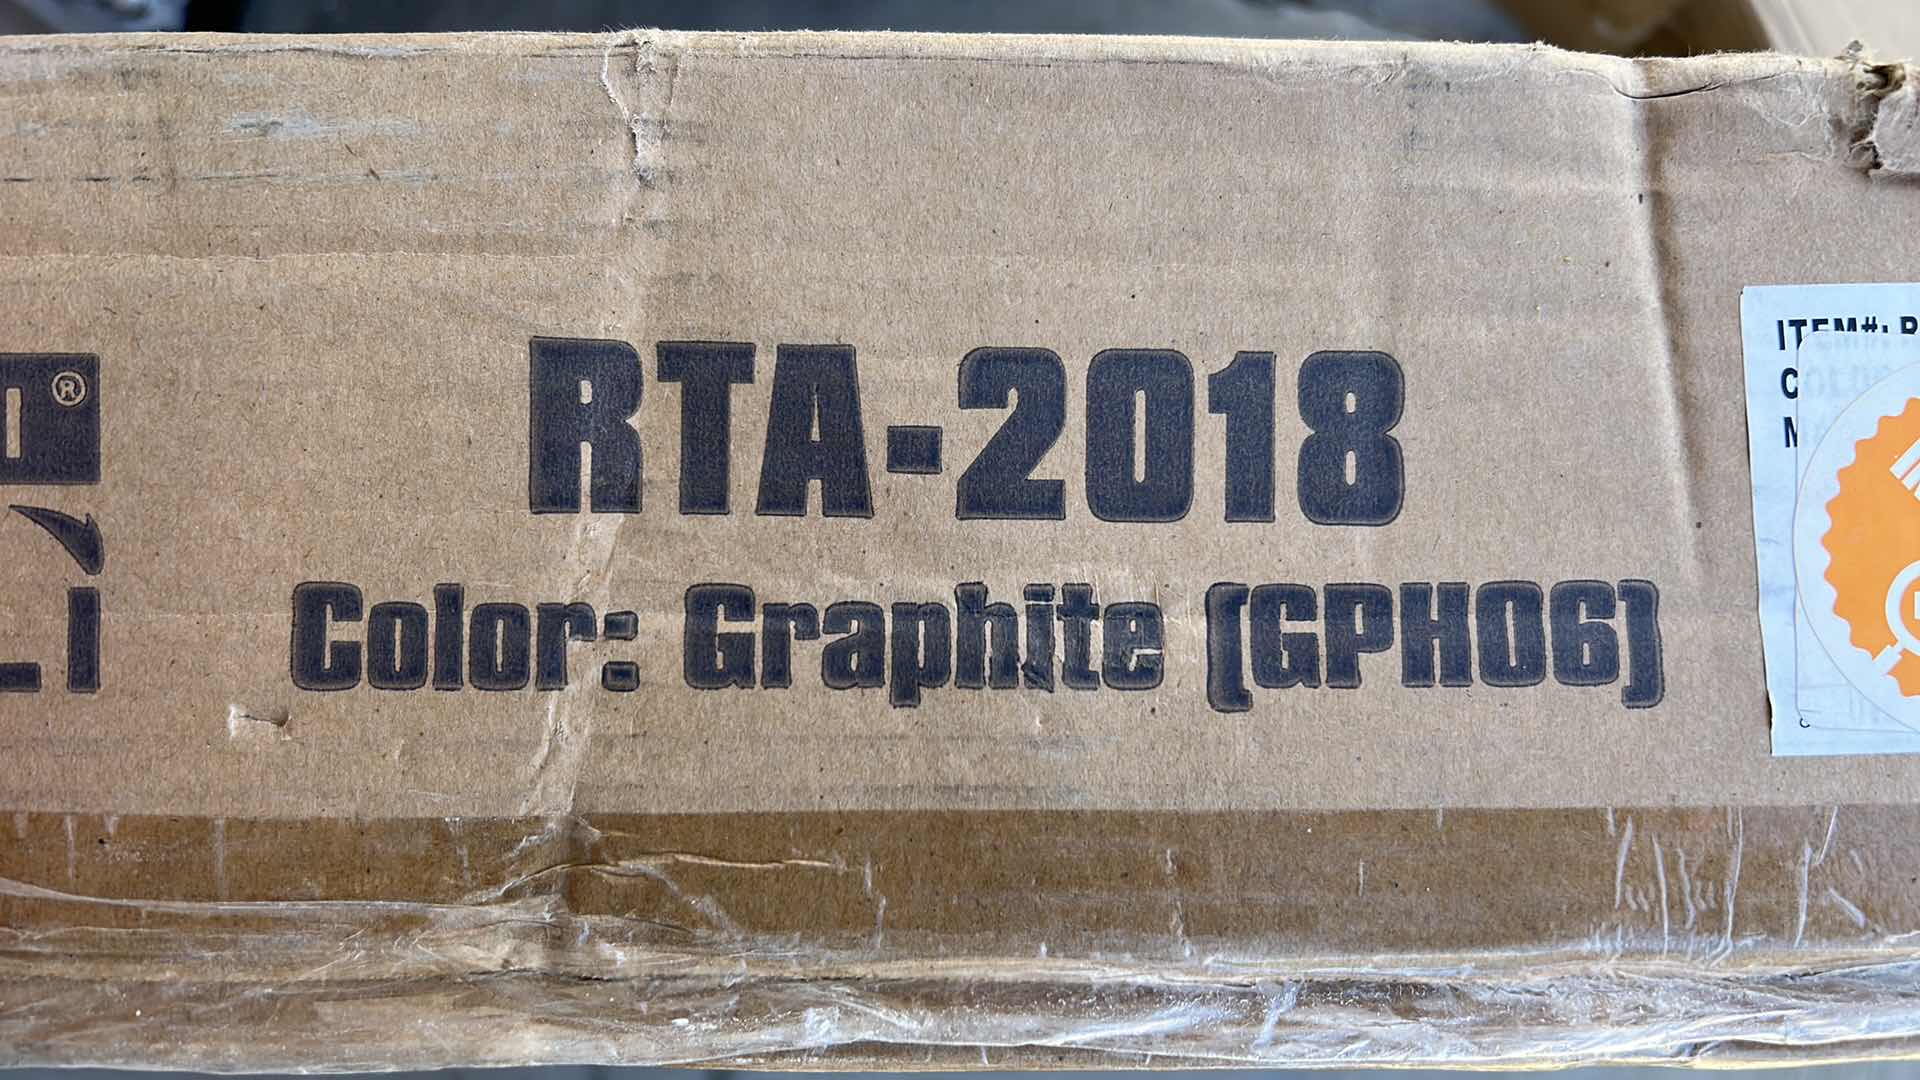 ®
RTA-2018
Color: Graphite (GPH06)
ITEM#: